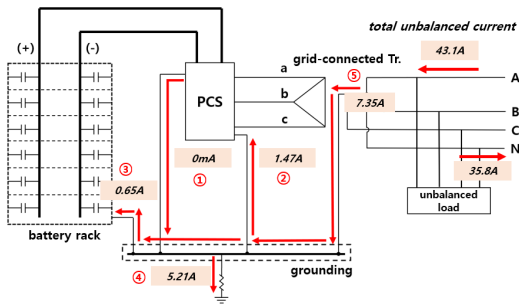 total unbalanced current
43.1A
(+)
(-)
grid-connected Tr.
a
⑤
A
PCS
b
7.35A
B
c
C
N
③
0mA
1.47A
35.8A
0.65A
①
②
unbalanced
load
battery rack
④
5.21A
grounding